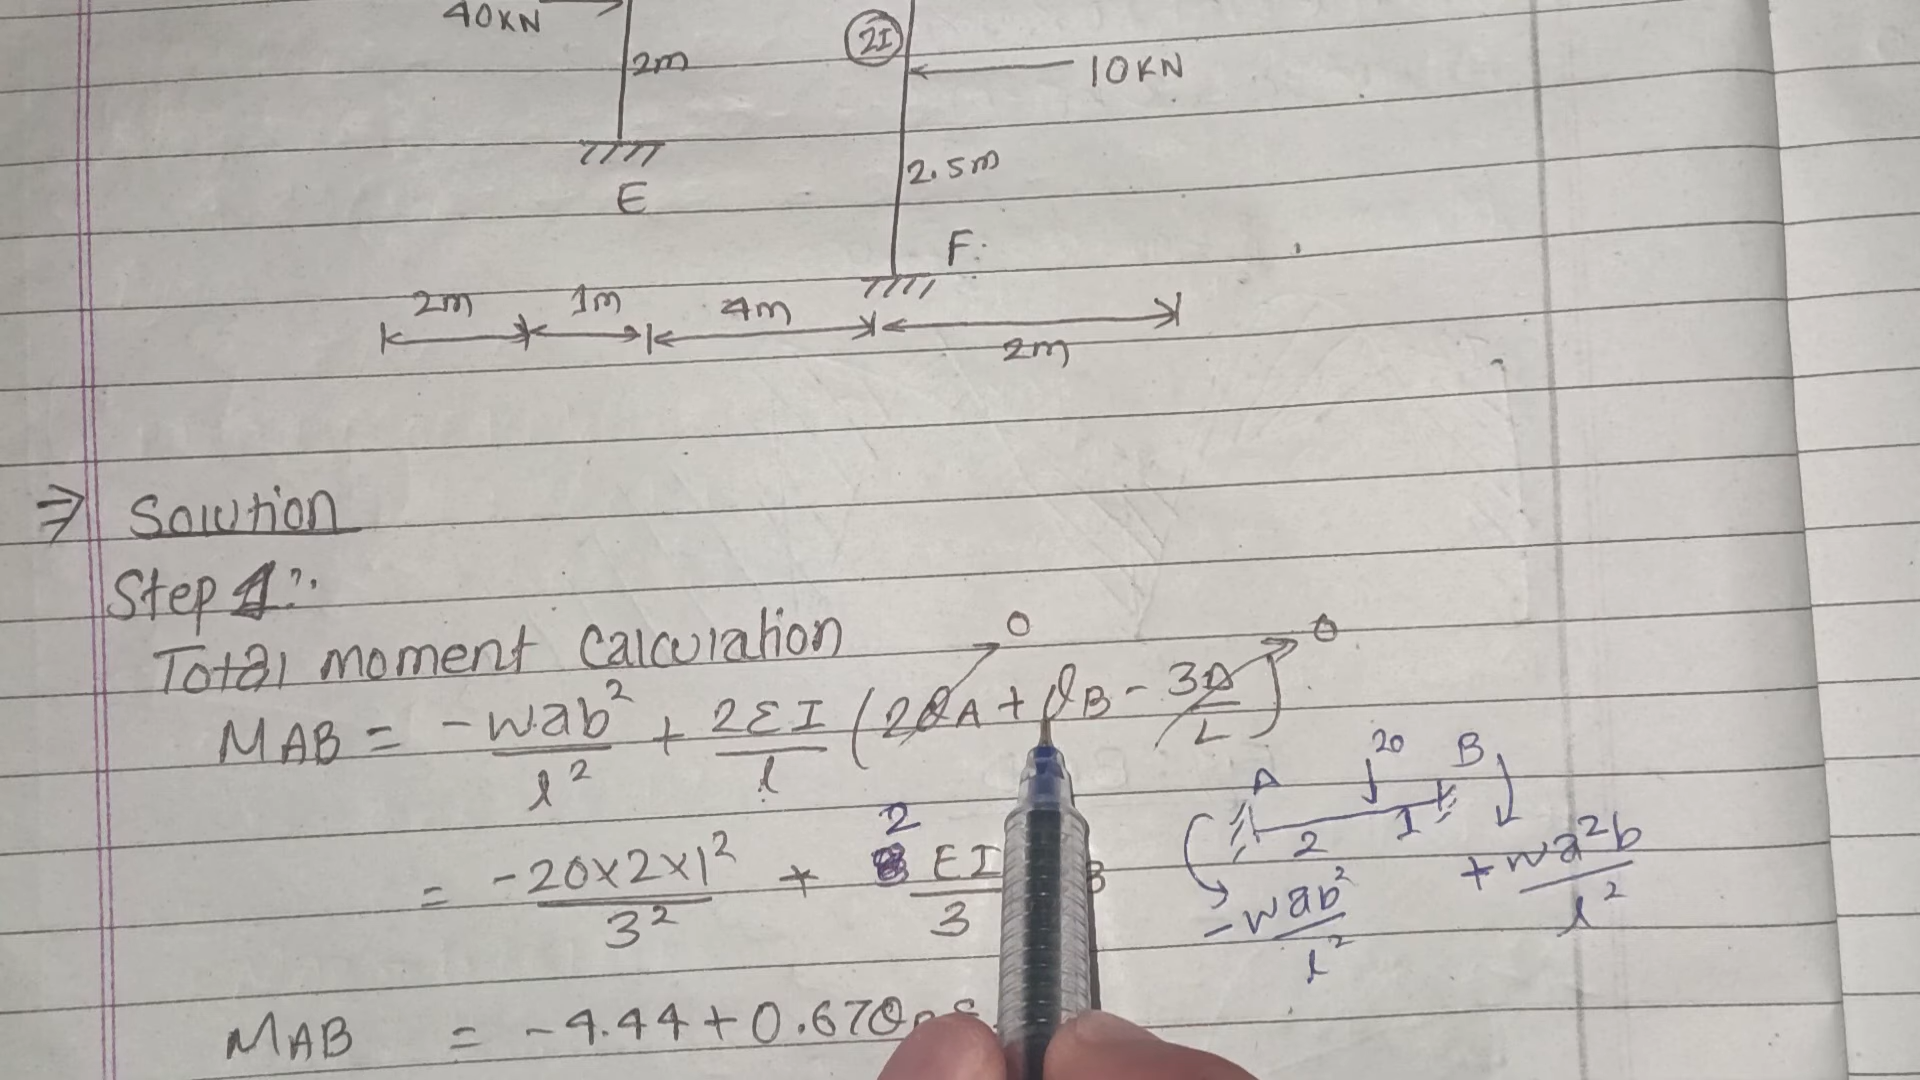 40KN
2m
2I
10KN
2.5m
E
F.
2m 1m 4m 2m
⇒ Solution
Step 1:
Total moment calculation
0 0
MAB = -wab²/l² + 2EI/l (2θA + θB - 3Δ/L)
= -20×2×1²/3² + 2EI/3
MAB = -4.44 + 0.67θ
A 20 B
2 1
-wab²/l²
+wa²b/l²